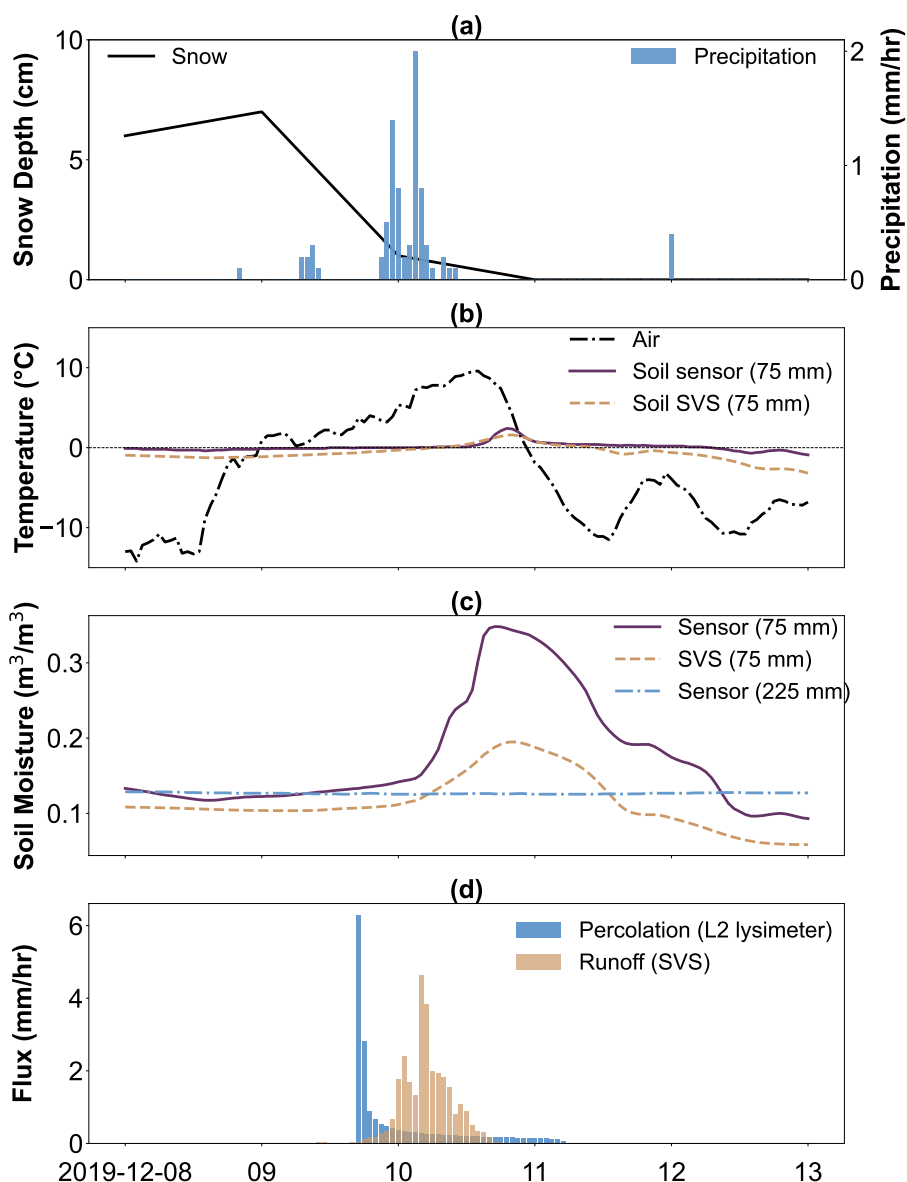 (a)
10
5
0
Snow Depth (cm)
Snow
Precipitation
2
1
0
Precipitation (mm/hr)
(b)
10
0
−10
Temperature (°C)
Air
Soil sensor (75 mm)
Soil SVS (75 mm)
(c)
0.3
0.2
0.1
Soil Moisture (m³/m³)
Sensor (75 mm)
SVS (75 mm)
Sensor (225 mm)
(d)
6
4
2
0
Flux (mm/hr)
Percolation (L2 lysimeter)
Runoff (SVS)
2019-12-08 09 10 11 12 13